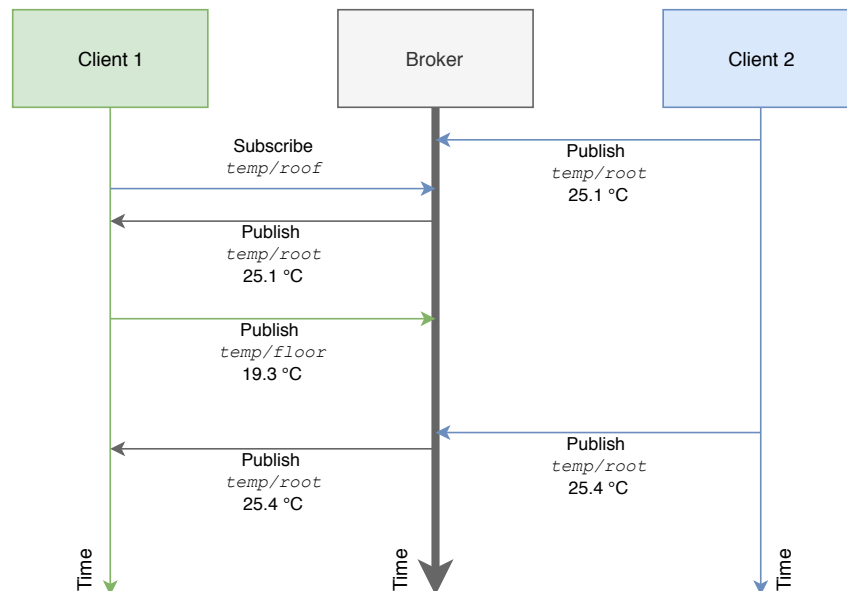 Client 1
Broker
Client 2
Subscribe
temp/roof
Publish
temp/root
25.1 °C
Publish
temp/root
25.1 °C
Publish
temp/floor
19.3 °C
Publish
temp/root
25.4 °C
Publish
temp/root
25.4 °C
Time
Time
Time